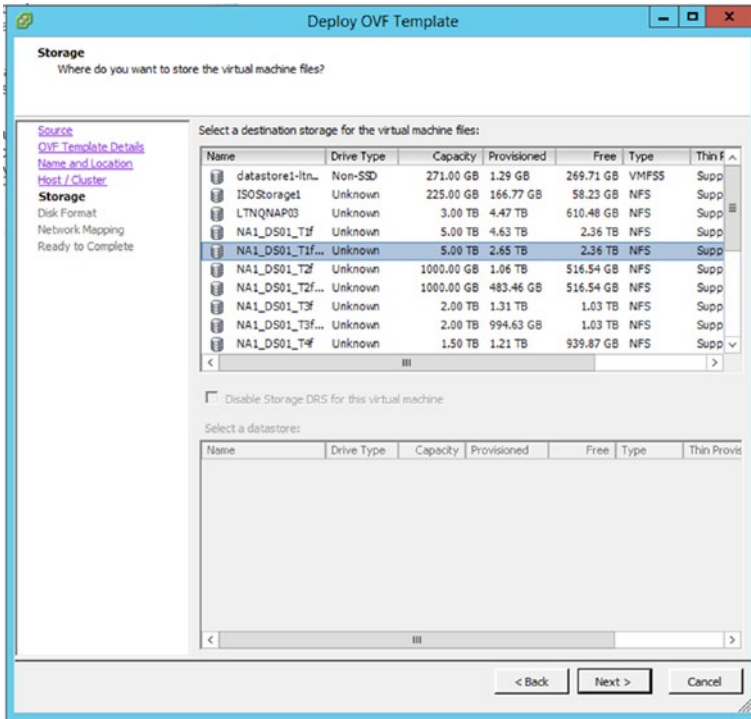 Deploy OVF Template
Storage
Where do you want to store the virtual machine files?
Source
OVF Template Details
Name and Location
Host / Cluster
Storage
Disk Format
Network Mapping
Ready to Complete
Select a destination storage for the virtual machine files:
Name Drive Type Capacity Provisioned Free Type Thin P
datastore1-ltn... Non-SSD 271.00 GB 1.29 GB 269.71 GB VMFS5 Supp
ISOStorage1 Unknown 225.00 GB 166.77 GB 58.23 GB NFS Supp
LTNQNAP03 Unknown 3.00 TB 4.47 TB 610.48 GB NFS Supp
NA1_DS01_T1f Unknown 5.00 TB 4.63 TB 2.36 TB NFS Supp
NA1_DS01_T1f... Unknown 5.00 TB 2.65 TB 2.36 TB NFS Supp
NA1_DS01_T2f Unknown 1000.00 GB 1.06 TB 516.54 GB NFS Supp
NA1_DS01_T2f... Unknown 1000.00 GB 483.46 GB 516.54 GB NFS Supp
NA1_DS01_T3f Unknown 2.00 TB 1.31 TB 1.03 TB NFS Supp
NA1_DS01_T3f... Unknown 2.00 TB 994.63 GB 1.03 TB NFS Supp
NA1_DS01_T4f Unknown 1.50 TB 1.21 TB 939.87 GB NFS Supp
Disable Storage DRS for this virtual machine
Select a datastore:
Name Drive Type Capacity Provisioned Free Type Thin Provis
< Back Next > Cancel